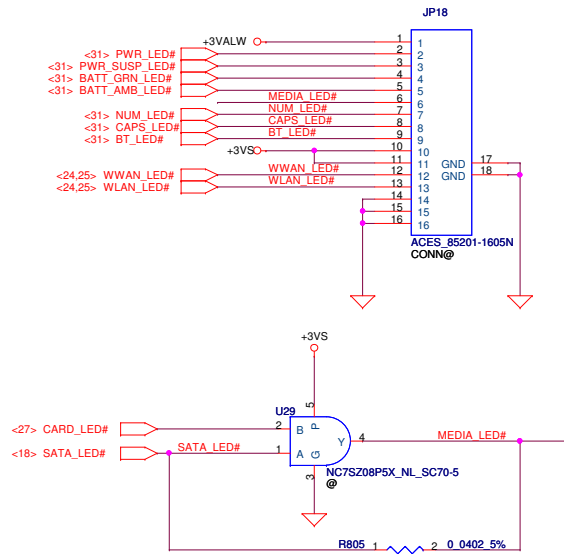 JP18
+3VALW 1 1
<31> PWR_LED# 2 2
<31> PWR_SUSP_LED# 3 3
<31> BATT_GRN_LED# 4 4
<31> BATT_AMB_LED# 5 5
MEDIA_LED# 6 6
<31> NUM_LED# NUM_LED# 7 7
<31> CAPS_LED# CAPS_LED# 8 8
<31> BT_LED# BT_LED# 9 9
+3VS 10 10
11 11 GND 17
<24,25> WWAN_LED# WWAN_LED# 12 12 GND 18
<24,25> WLAN_LED# WLAN_LED# 13 13
14 14
15 15
16 16
ACES_85201-1605N
CONN@
+3VS
U29 5
<27> CARD_LED# 2 B P
Y 4 MEDIA_LED#
<18> SATA_LED# SATA_LED# 1 A G
3 NC7SZ08P5X_NL_SC70-5
@
R805 1 2 0_0402_5%